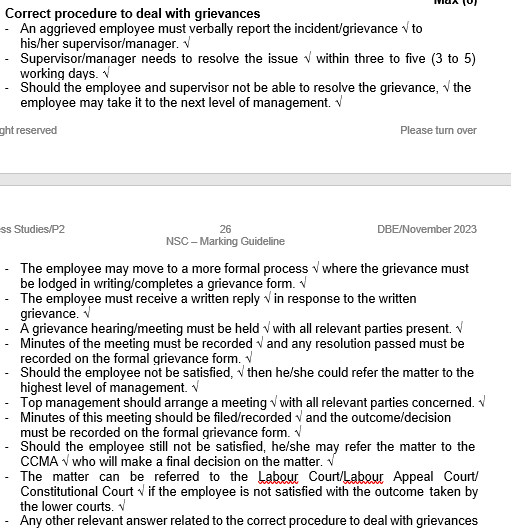 Max (8)
Correct procedure to deal with grievances
- An aggrieved employee must verbally report the incident/grievance √ to
his/her supervisor/manager. √
- Supervisor/manager needs to resolve the issue √ within three to five (3 to 5)
working days. √
- Should the employee and supervisor not be able to resolve the grievance, √ the
employee may take it to the next level of management. √
ght reserved Please turn over
ss Studies/P2 26 DBE/November 2023
NSC – Marking Guideline
- The employee may move to a more formal process √ where the grievance must
be lodged in writing/completes a grievance form. √
- The employee must receive a written reply √ in response to the written
grievance. √
- A grievance hearing/meeting must be held √ with all relevant parties present. √
- Minutes of the meeting must be recorded √ and any resolution passed must be
recorded on the formal grievance form. √
- Should the employee not be satisfied, √ then he/she could refer the matter to the
highest level of management. √
- Top management should arrange a meeting √ with all relevant parties concerned. √
- Minutes of this meeting should be filed/recorded √ and the outcome/decision
must be recorded on the formal grievance form. √
- Should the employee still not be satisfied, he/she may refer the matter to the
CCMA √ who will make a final decision on the matter. √
- The matter can be referred to the Labour Court/Labour Appeal Court/
Constitutional Court √ if the employee is not satisfied with the outcome taken by
the lower courts. √
- Any other relevant answer related to the correct procedure to deal with grievances